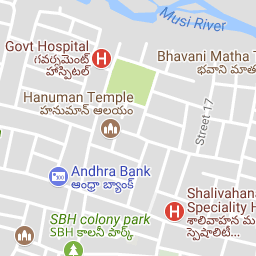 Musi River
Govt Hospital
గవర్నమెంట్
హాస్పిటల్
Bhavani Matha T
భవాని మాత
Hanuman Temple
హనుమాన్ ఆలయం
Street 17
Andhra Bank
ఆంధ్రా బ్యాంక్
Shalivahana
Speciality H
శాలివాహన మ
స్పెషాలిటీ...
SBH colony park
SBH కాలనీ పార్క్